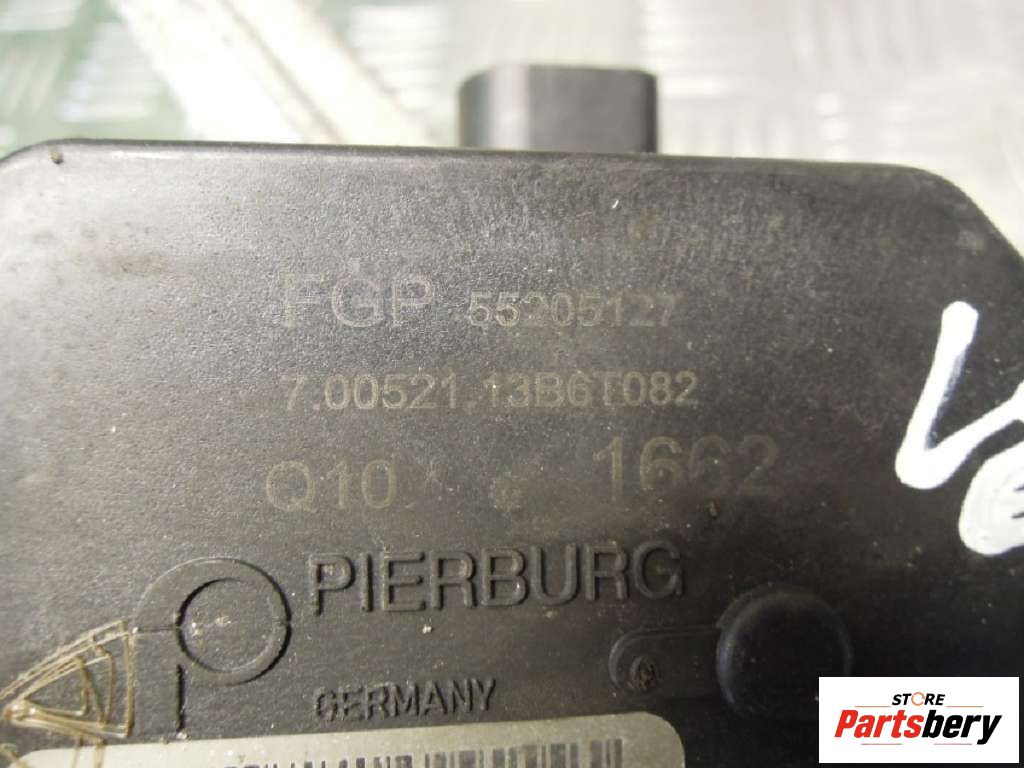 FGP 55205127
7.00521.13B6T082
Q10 1662
PIERBURG
GERMANY
STORE
Partsbery